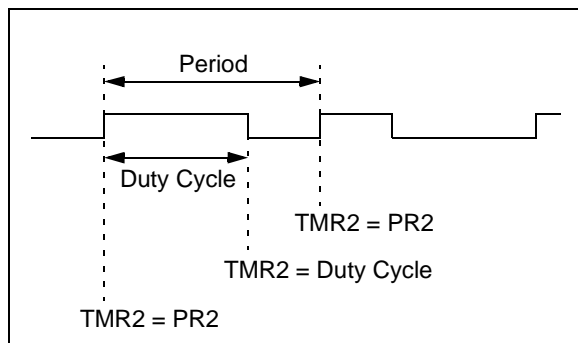 Period
Duty Cycle
TMR2 = PR2
TMR2 = Duty Cycle
TMR2 = PR2